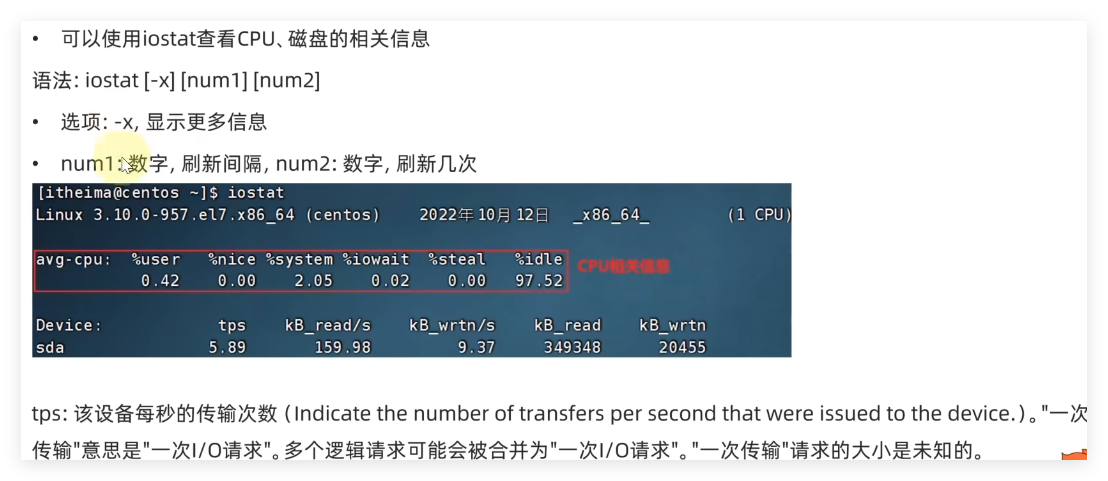 • 可以使用iostat查看CPU、磁盘的相关信息
语法: iostat [-x] [num1] [num2]
• 选项: -x, 显示更多信息
• num1: 数字, 刷新间隔, num2: 数字, 刷新几次
[itheima@centos ~]$ iostat
Linux 3.10.0-957.el7.x86_64 (centos) 2022年10月12日 _x86_64_ (1 CPU)
avg-cpu: %user %nice %system %iowait %steal %idle
0.42 0.00 2.05 0.02 0.00 97.52
CPU相关信息
Device: tps kB_read/s kB_wrtn/s kB_read kB_wrtn
sda 5.89 159.98 9.37 349348 20455
tps: 该设备每秒的传输次数 (Indicate the number of transfers per second that were issued to the device.)。"一次
传输"意思是"一次I/O请求"。多个逻辑请求可能会被合并为"一次I/O请求"。"一次传输"请求的大小是未知的。